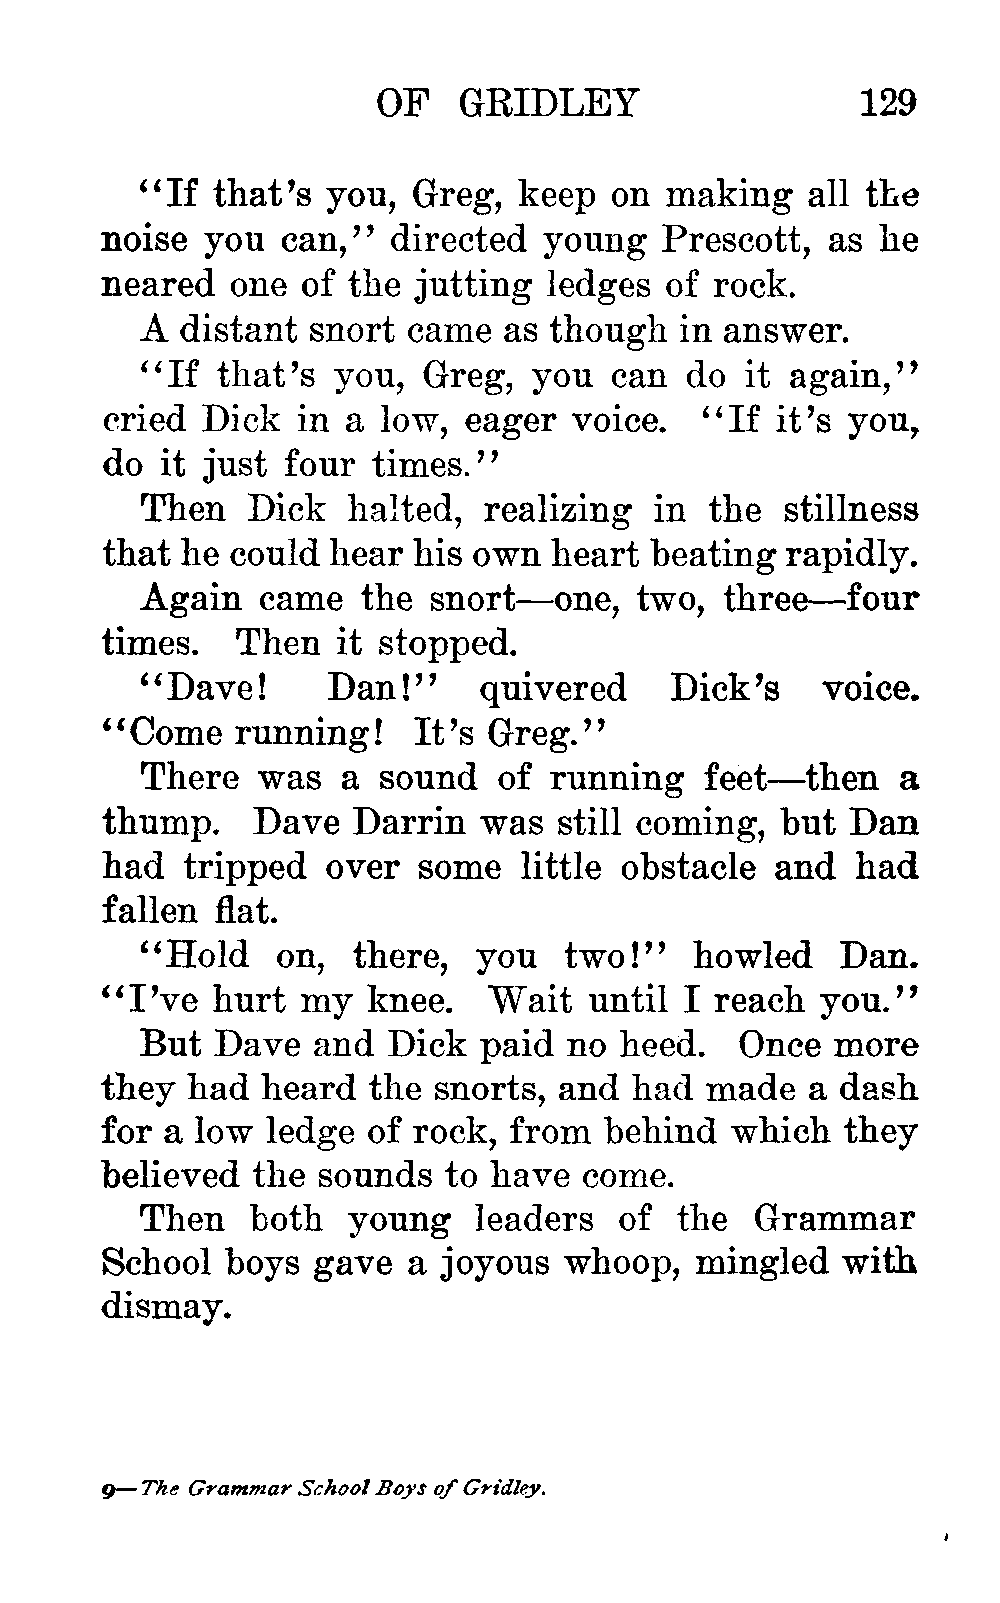 OF GRIDLEY 129
“If that’s you, Greg, keep on making all the
noise you can,” directed young Prescott, as he
neared one of the jutting ledges of rock.
A distant snort came as though in answer.
“If that’s you, Greg, you can do it again,”
cried Dick in a low, eager voice. “If it’s you,
do it just four times.”
Then Dick halted, realizing in the stillness
that he could hear his own heart beating rapidly.
Again came the snort—one, two, three—four
times. Then it stopped.
“Dave! Dan!” quivered Dick’s voice.
“Come running! It’s Greg.”
There was a sound of running feet—then a
thump. Dave Darrin was still coming, but Dan
had tripped over some little obstacle and had
fallen flat.
“Hold on, there, you two!” howled Dan.
“I’ve hurt my knee. Wait until I reach you.”
But Dave and Dick paid no heed. Once more
they had heard the snorts, and had made a dash
for a low ledge of rock, from behind which they
believed the sounds to have come.
Then both young leaders of the Grammar
School boys gave a joyous whoop, mingled with
dismay.
9—The Grammar School Boys of Gridley.